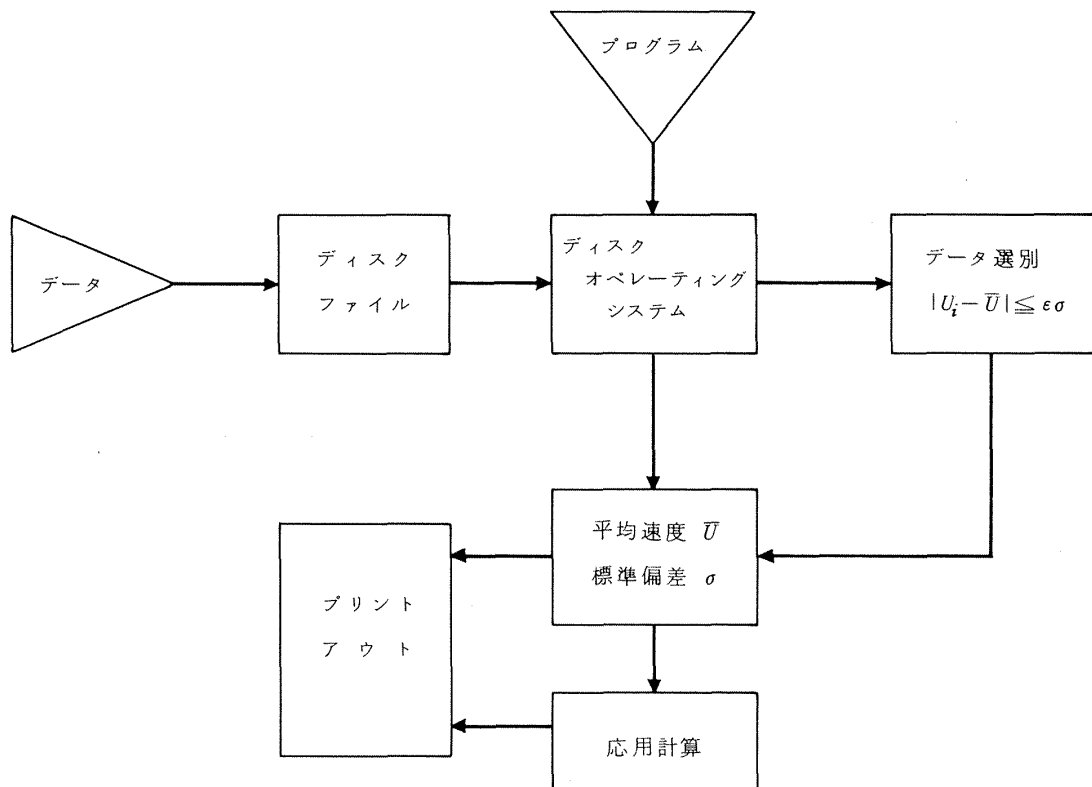 プログラム
データ
ディスク
ファイル
ディスク
オペレーティング
システム
データ選別
|U_i − U̅| ≦ εσ
平均速度 U̅
標準偏差 σ
プリント
アウト
応用計算